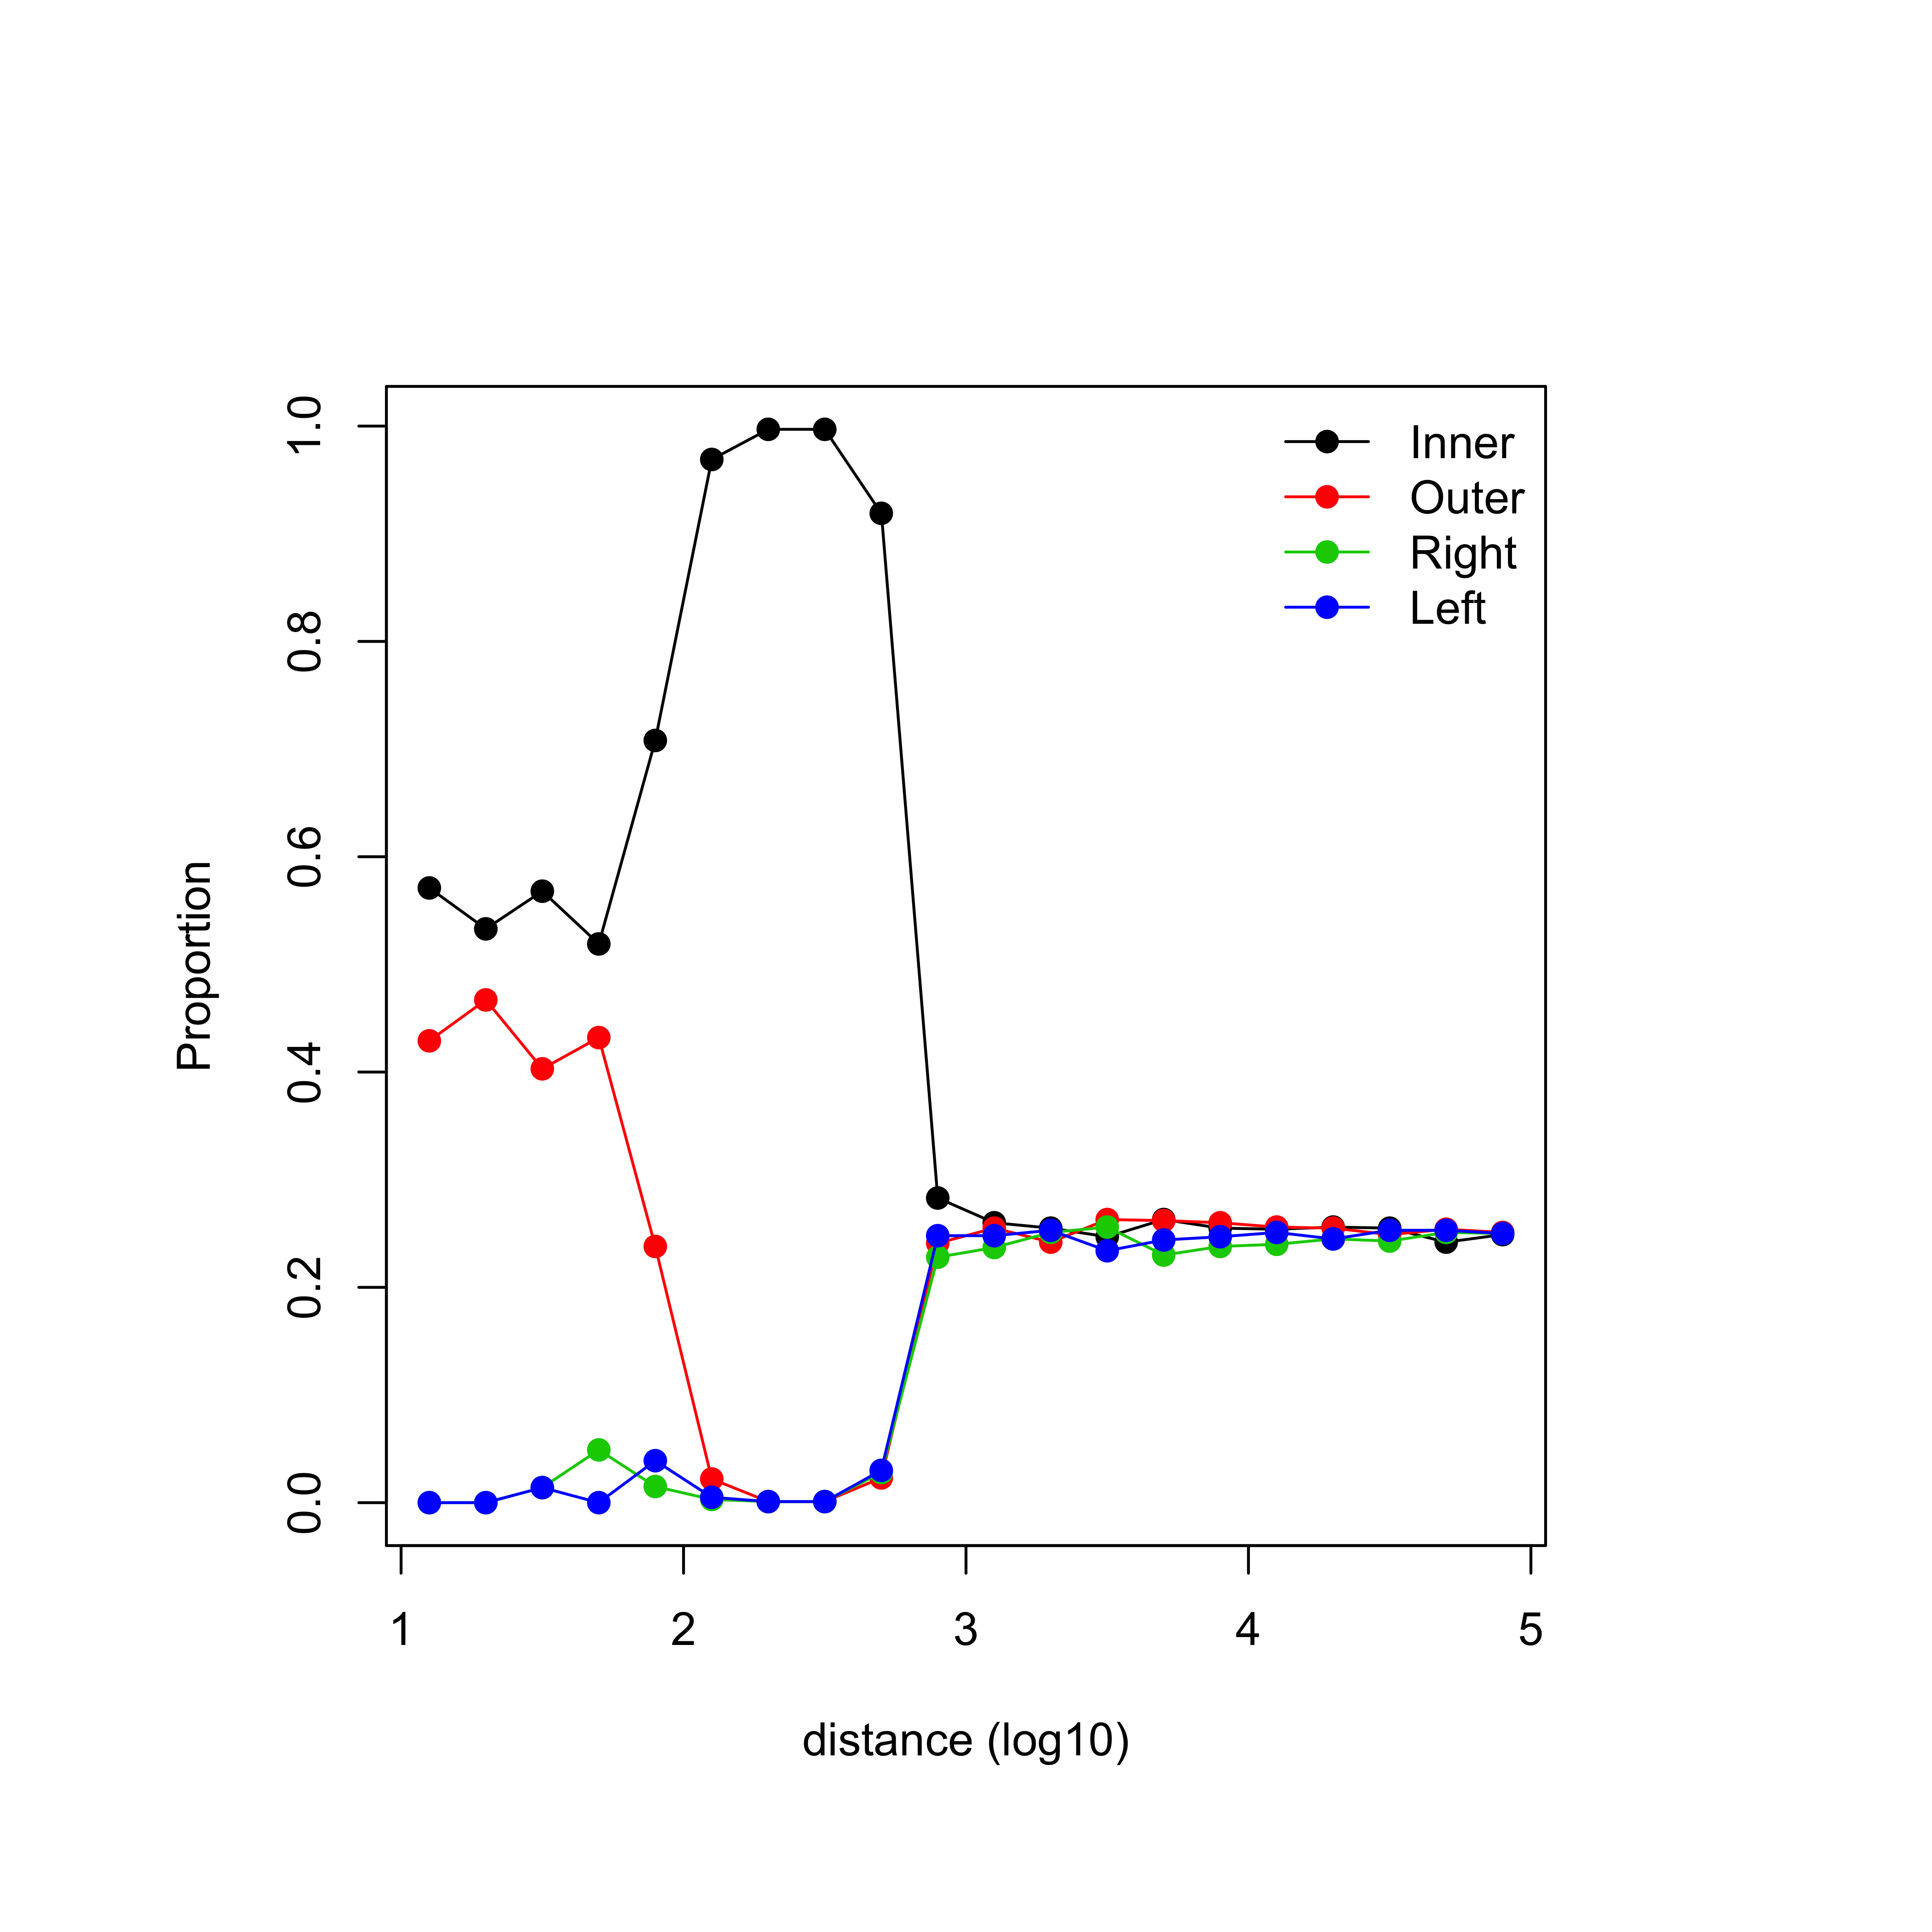 Inner
Outer
Right
Left
Proportion
1.0
0.8
0.6
0.4
0.2
0.0
1 2 3 4 5
distance (log10)